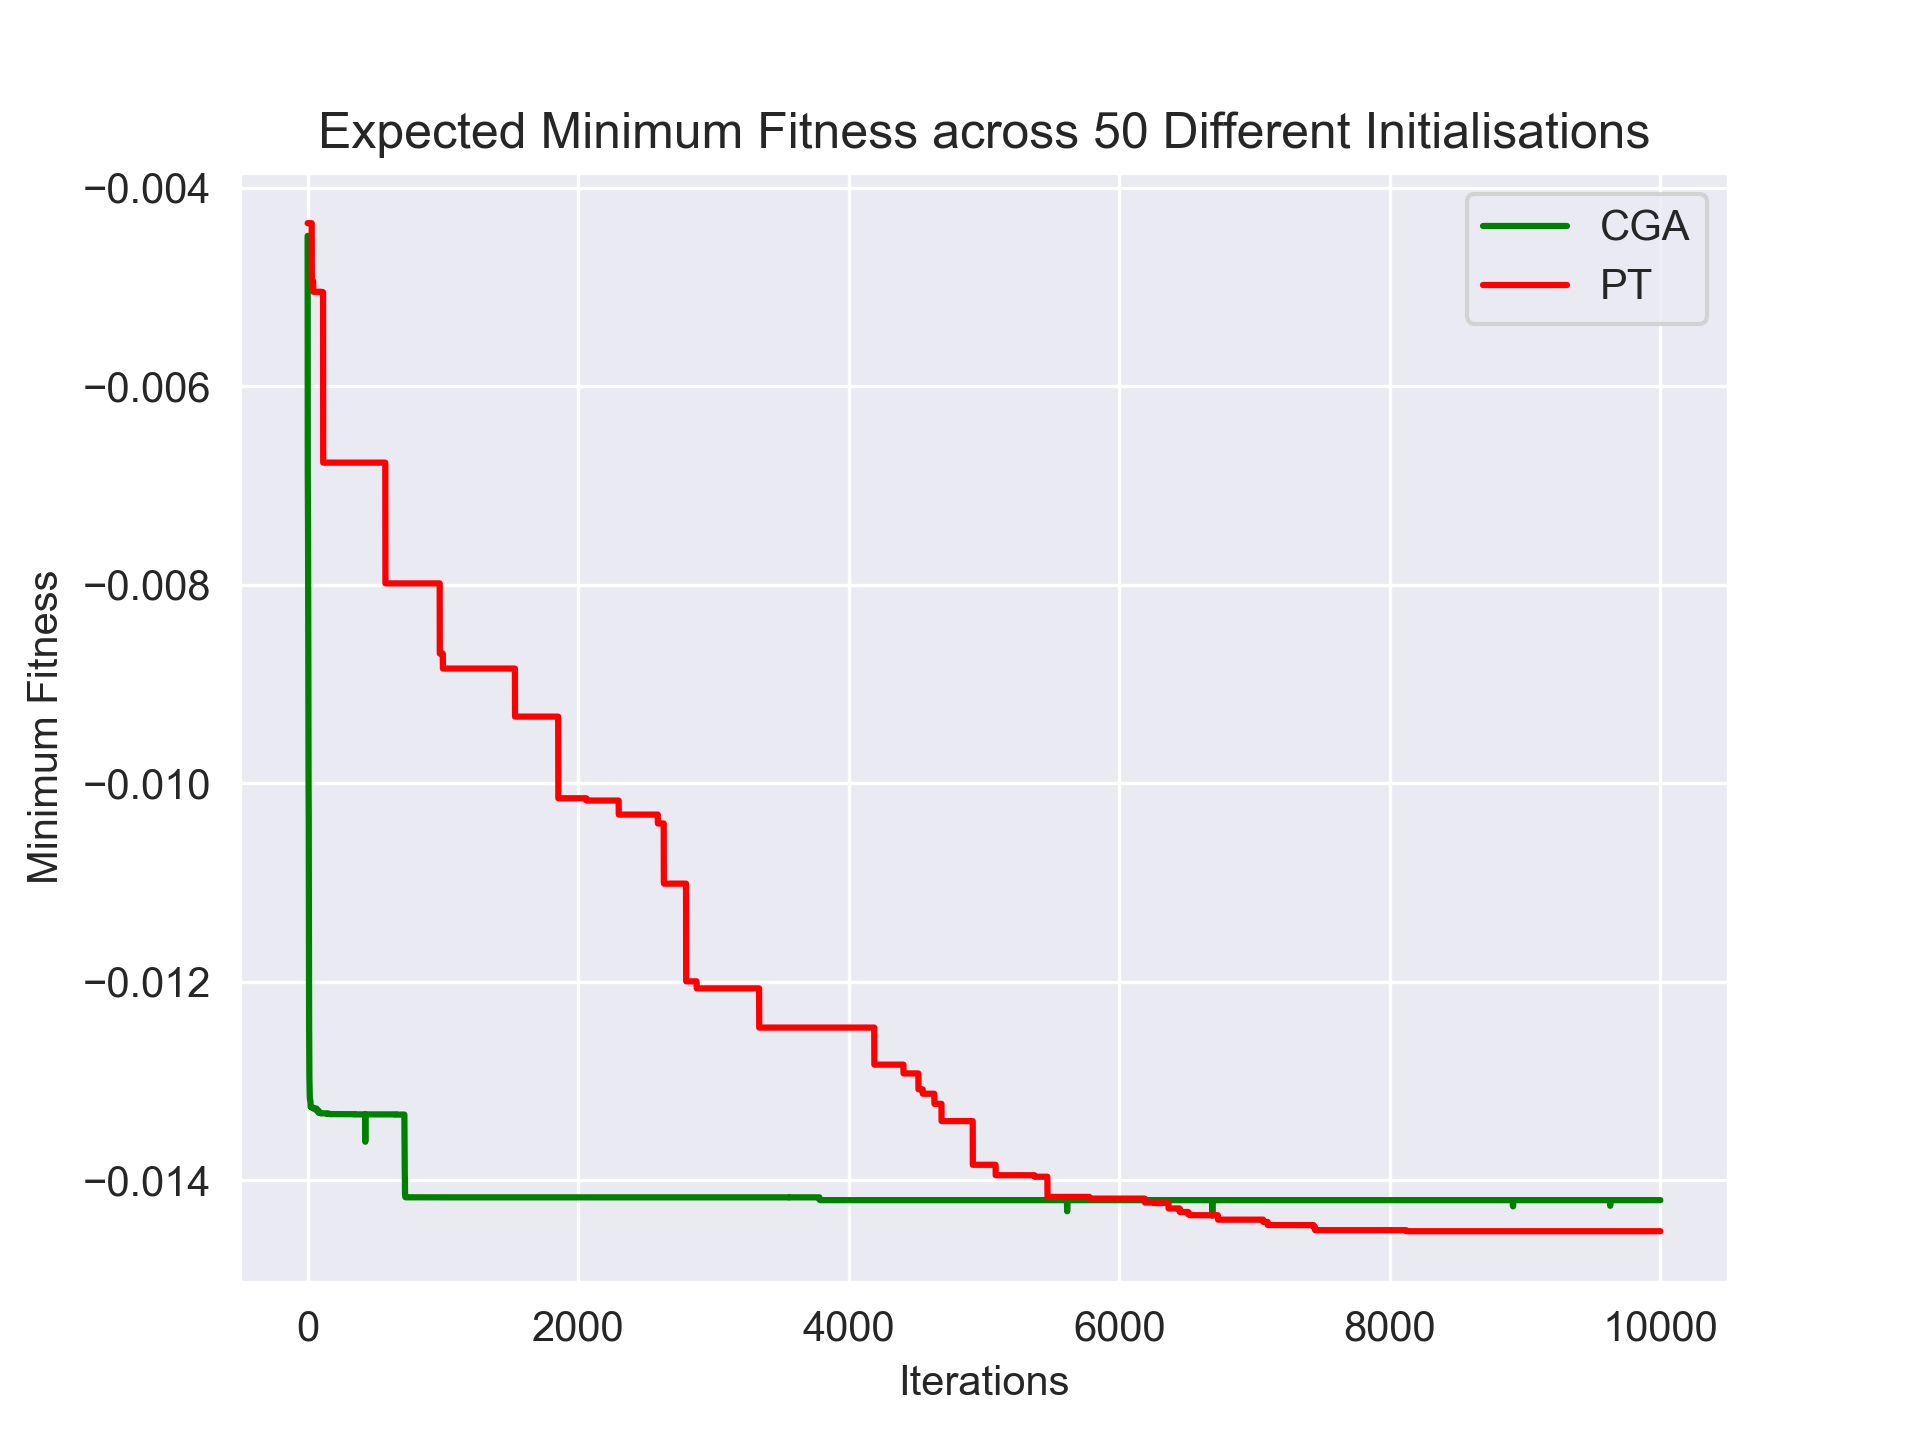 Expected Minimum Fitness across 50 Different Initialisations
−0.004
−0.006
−0.008
−0.010
−0.012
−0.014
Minimum Fitness
CGA
PT
0 2000 4000 6000 8000 10000
Iterations